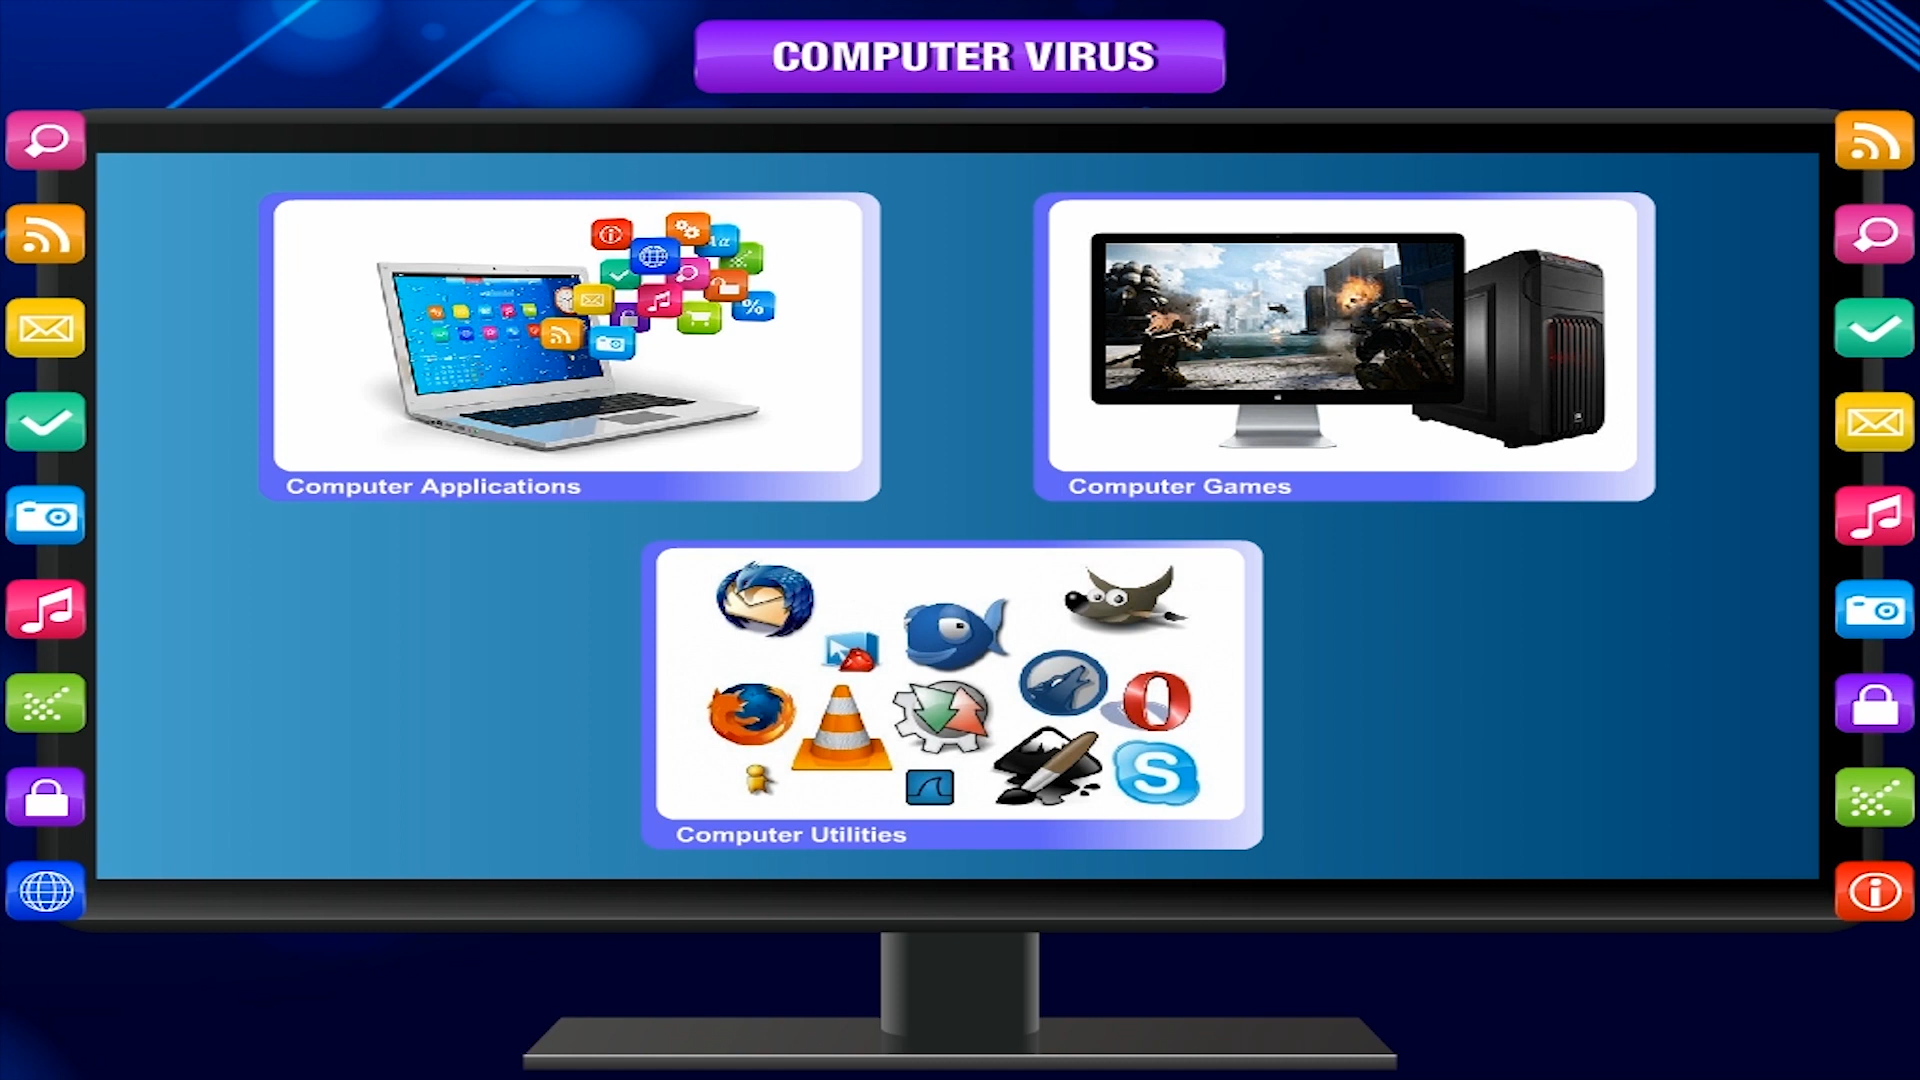 COMPUTER VIRUS
Computer Applications
Computer Games
Computer Utilities